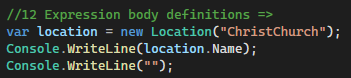 //12 Expression body definitions =>
var location = new Location("ChristChurch");
Console.WriteLine(location.Name);
Console.WriteLine("");